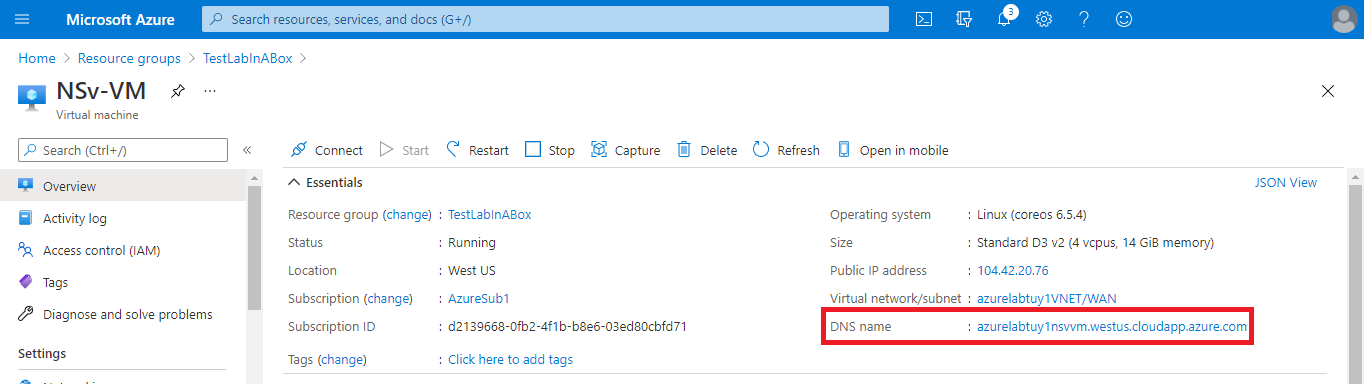 Microsoft Azure
Search resources, services, and docs (G+/)
3
Home > Resource groups > TestLabInABox >
NSv-VM
...
Virtual machine
Search (Ctrl+/)
«
Connect
Start
Restart
Stop
Capture
Delete
Refresh
Open in mobile
Overview
Activity log
Access control (IAM)
Tags
Diagnose and solve problems
Settings
Essentials
JSON View
Resource group (change) : TestLabInABox
Status : Running
Location : West US
Subscription (change) : AzureSub1
Subscription ID : d2139668-0fb2-4f1b-b8e6-03ed80cbfd71
Tags (change) : Click here to add tags
Operating system : Linux (coreos 6.5.4)
Size : Standard D3 v2 (4 vcpus, 14 GiB memory)
Public IP address : 104.42.20.76
Virtual network/subnet : azurelabtuy1VNET/WAN
DNS name : azurelabtuy1nsvvm.westus.cloudapp.azure.com